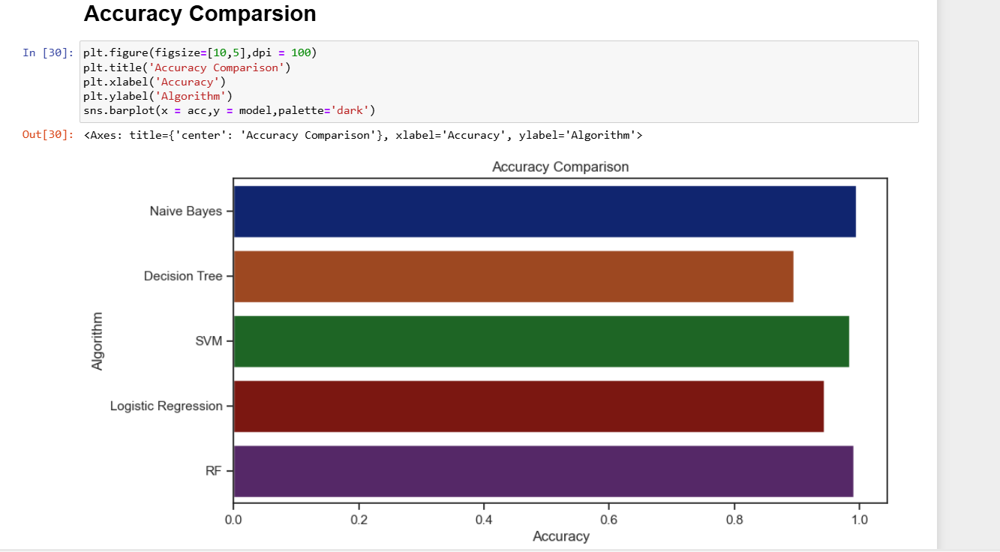 Accuracy Comparsion
In [30]: plt.figure(figsize=[10,5],dpi = 100)
plt.title('Accuracy Comparison')
plt.xlabel('Accuracy')
plt.ylabel('Algorithm')
sns.barplot(x = acc,y = model,palette='dark')
Out[30]: <Axes: title={'center': 'Accuracy Comparison'}, xlabel='Accuracy', ylabel='Algorithm'>
Accuracy Comparison
Algorithm
Naive Bayes
Decision Tree
SVM
Logistic Regression
RF
0.0 0.2 0.4 0.6 0.8 1.0
Accuracy